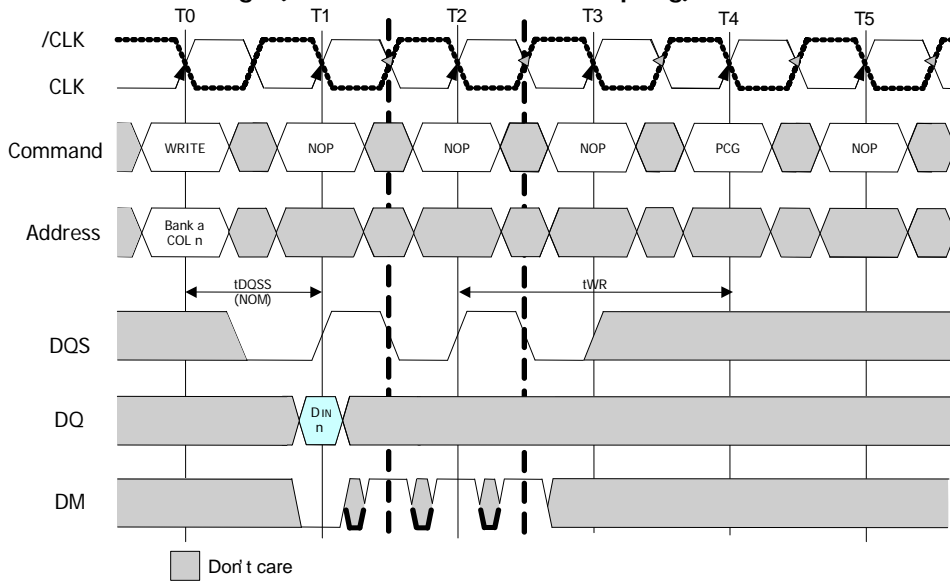 T0 T1 T2 T3 T4 T5
/CLK
CLK
Command WRITE NOP NOP NOP PCG NOP
Address Bank a
COL n
tDQSS
(NOM)
tWR
DQS
DQ DIN
n
DM
Don't care